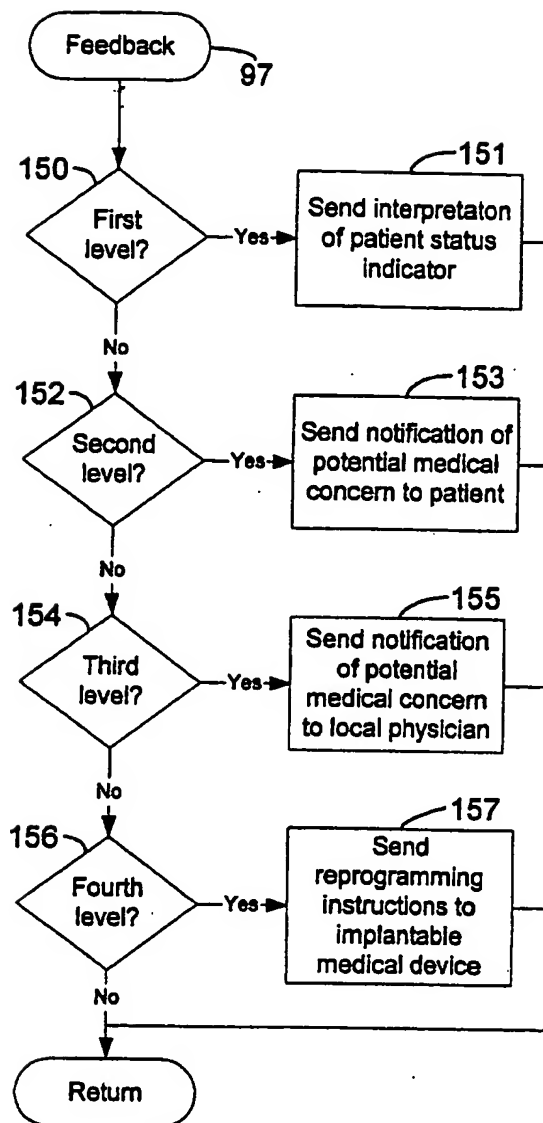 Feedback
97
150
151
First
level?
Yes
Send interpretaton
of patient status
indicator
No
152
153
Second
level?
Yes
Send notification of
potential medical
concern to patient
No
154
155
Third
level?
Yes
Send notification
of potential
medical concern
to local physician
No
156
157
Fourth
level?
Yes
Send
reprogramming
instructions to
implantable
medical device
No
Return